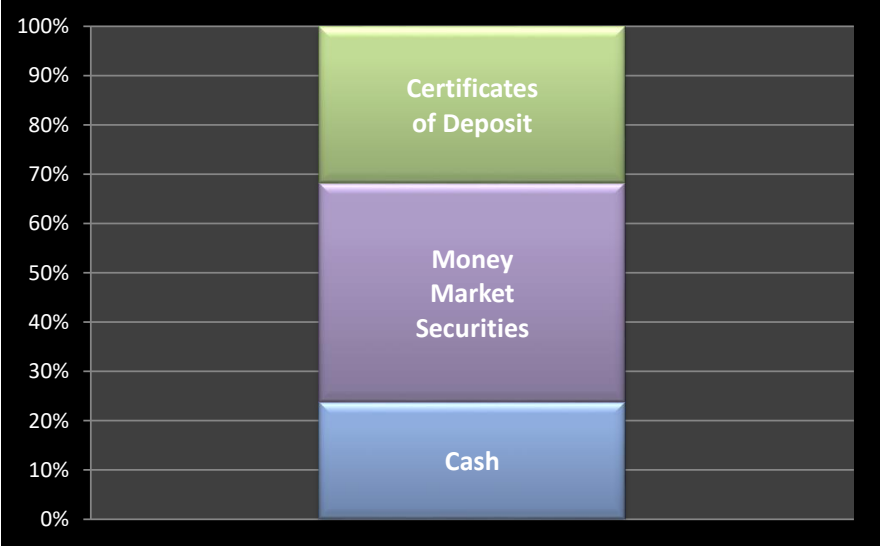 100%
90%
80%
70%
60%
50%
40%
30%
20%
10%
0%
Certificates
of Deposit
Money
Market
Securities
Cash